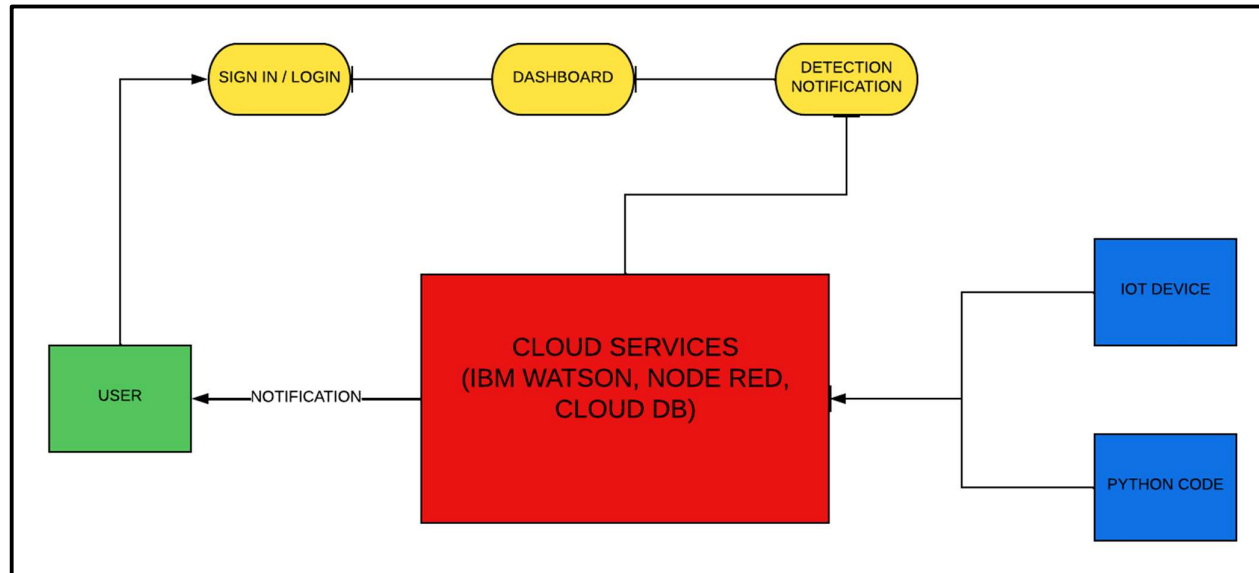 SIGN IN / LOGIN
DASHBOARD
DETECTION
NOTIFICATION
IOT DEVICE
CLOUD SERVICES
(IBM WATSON, NODE RED,
CLOUD DB)
USER
NOTIFICATION
PYTHON CODE